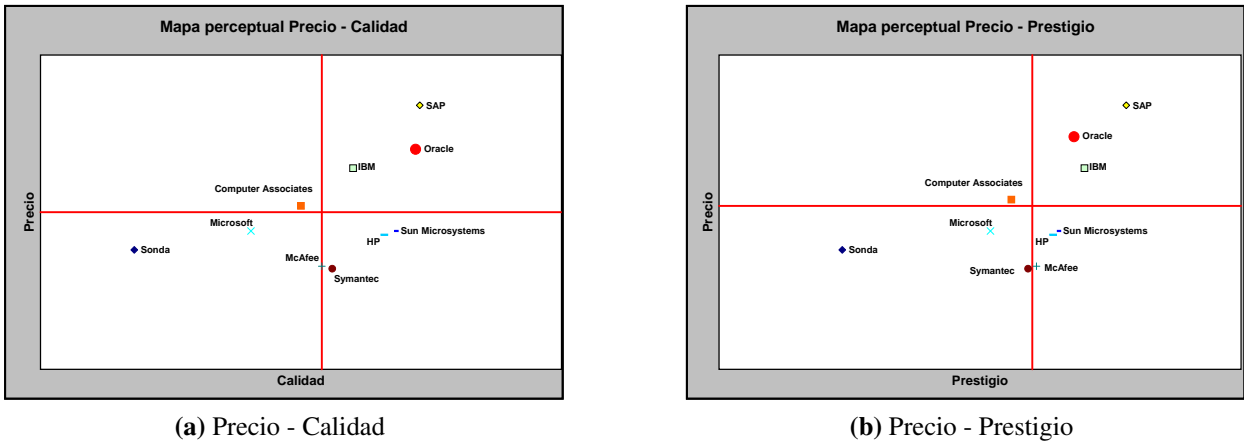 Mapa perceptual Precio - Calidad
SAP
Oracle
IBM
Computer Associates
Precio
Microsoft
Sun Microsystems
HP
Sonda
McAfee
Symantec
Calidad
(a) Precio - Calidad
Mapa perceptual Precio - Prestigio
SAP
Oracle
IBM
Computer Associates
Precio
Microsoft
Sun Microsystems
HP
Sonda
Symantec
McAfee
Prestigio
(b) Precio - Prestigio